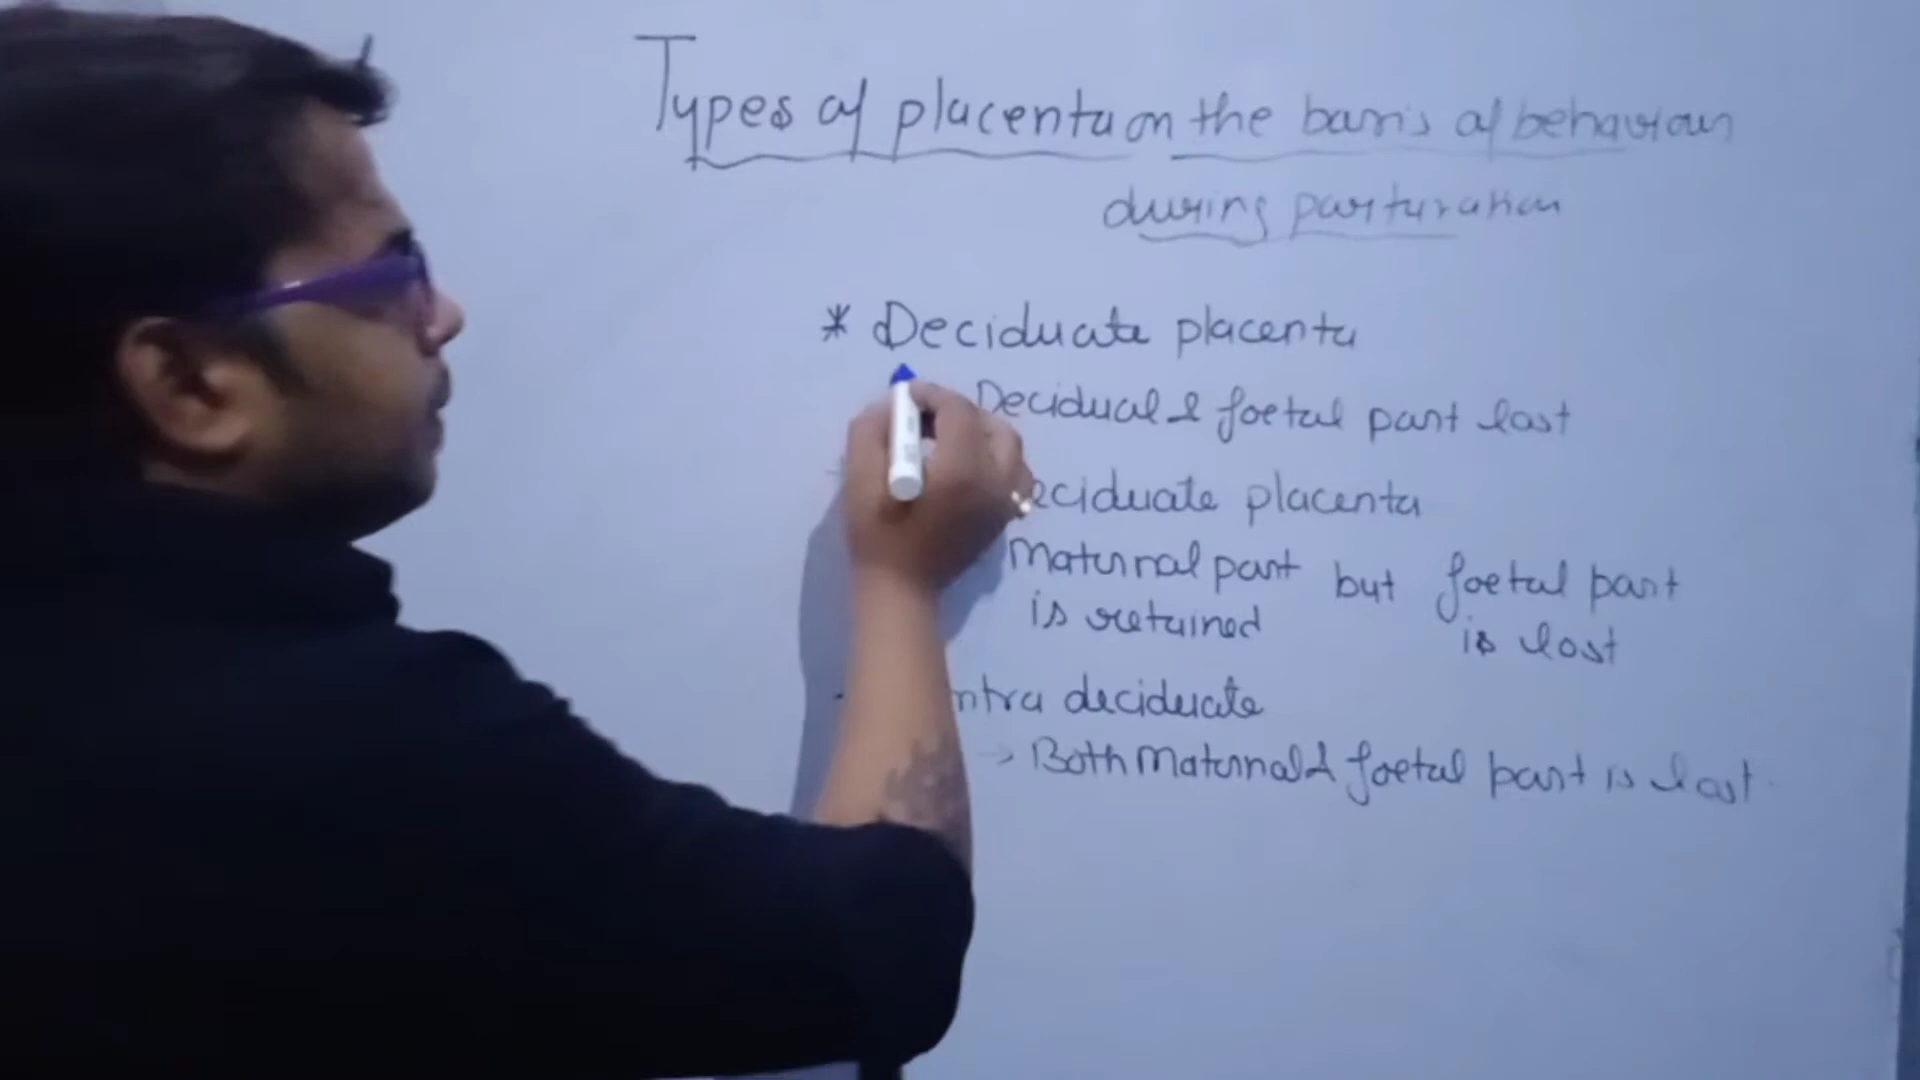 Types of placenta on the basis of behaviour
during parturation
* Deciduate placenta
Decidual & foetal part lost
eciduate placenta
Maternal part but foetal part
is retained is lost
ntra deciduate
→ Both Maternal & foetal part is lost.